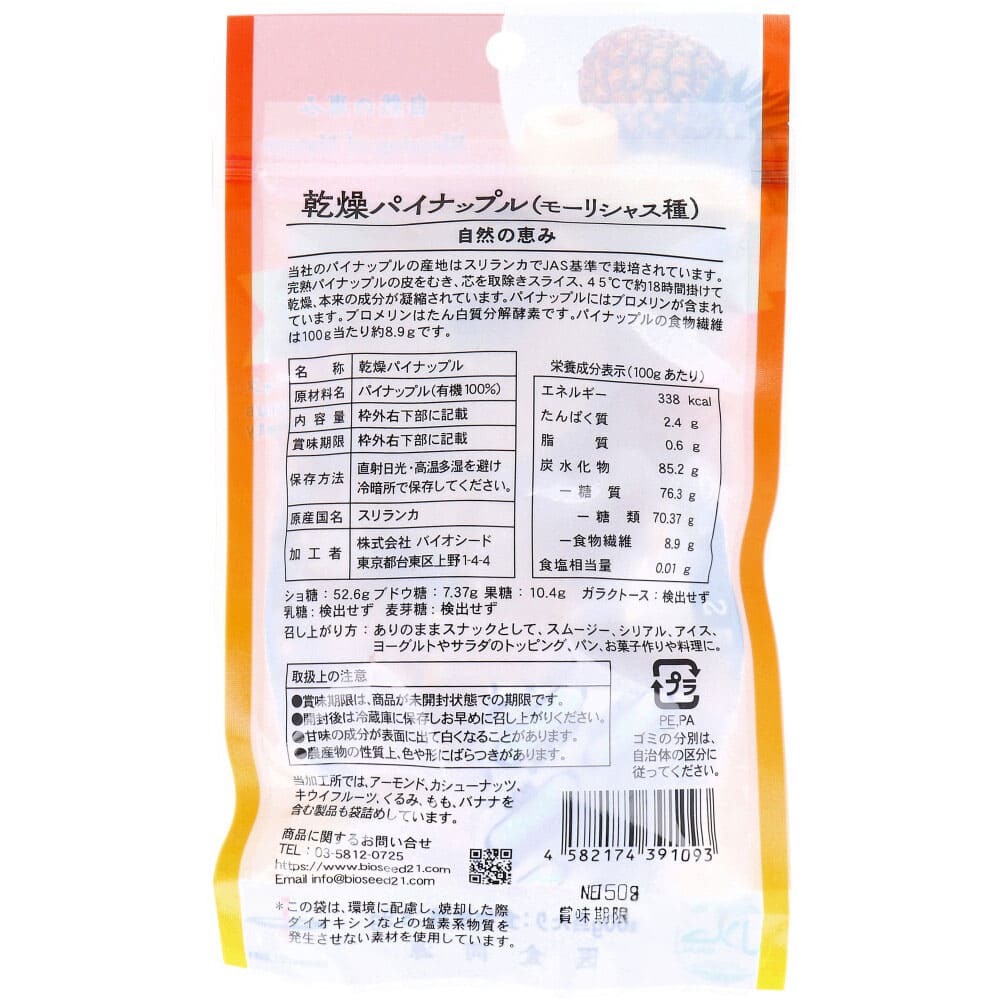 乾燥パイナップル(モーリシャス種)
自然の恵み
当社のパイナップルの産地はスリランカでJAS基準で栽培されています。
完熟パイナップルの皮をむき、芯を取除きスライス、45℃で約18時間掛けて
乾燥、本来の成分が凝縮されています。パイナップルにはブロメリンが含まれ
ています。ブロメリンはたん白質分解酵素です。パイナップルの食物繊維
は100g当たり約8.9gです。
名 称 乾燥パイナップル
原材料名 パイナップル(有機100%)
内容量 枠外右下部に記載
賞味期限 枠外右下部に記載
保存方法 直射日光・高温多湿を避け
冷暗所で保存してください。
原産国名 スリランカ
加工者 株式会社 バイオシード
東京都台東区上野1-4-4
栄養成分表示(100gあたり)
エネルギー 338 kcal
たんぱく質 2.4 g
脂 質 0.6 g
炭水化物 85.2 g
ー糖 質 76.3 g
ー糖 類 70.37 g
ー食物繊維 8.9 g
食塩相当量 0.01 g
ショ糖:52.6g ブドウ糖:7.37g 果糖:10.4g ガラクトース:検出せず
乳糖:検出せず 麦芽糖:検出せず
召し上がり方:ありのままスナックとして、スムージー、シリアル、アイス、
ヨーグルトやサラダのトッピング、パン、お菓子作りや料理に。
取扱上の注意
●賞味期限は、商品が未開封状態での期限です。
●開封後は冷蔵庫に保存しお早めに召し上がりください。
●甘味の成分が表面に出て白くなることがあります。
●農産物の性質上、色や形にばらつきがあります。
プラ
PE,PA
ゴミの分別は、
自治体の区分に
従ってください。
当加工所では、アーモンド、カシューナッツ、
キウイフルーツ、くるみ、もも、バナナを
含む製品も袋詰めしています。
商品に関するお問い合せ
TEL:03-5812-0725
https://www.bioseed21.com
Email info@bioseed21.com
4 582174 391093
NET50g
賞味期限
*この袋は、環境に配慮し、焼却した際
ダイオキシンなどの塩素系物質を
発生させない素材を使用しています。